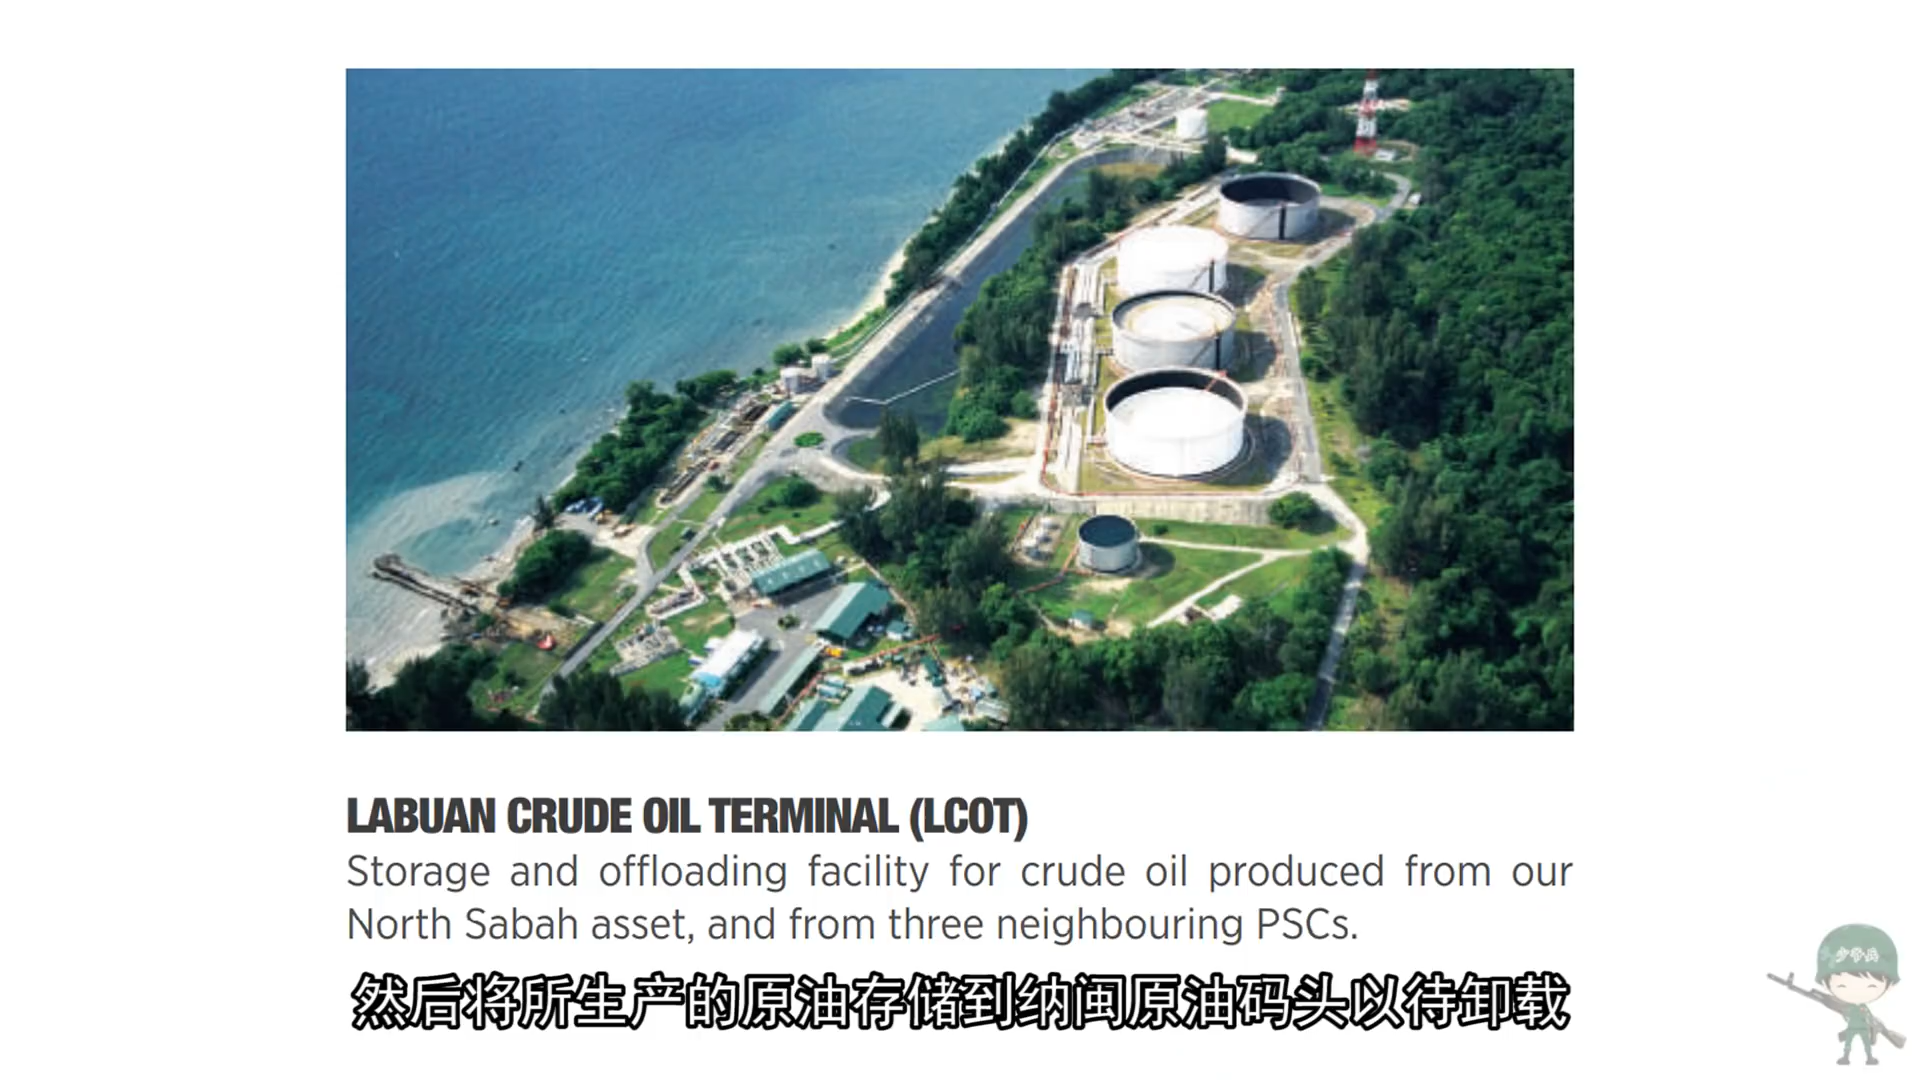 LABUAN CRUDE OIL TERMINAL (LCOT)
Storage and offloading facility for crude oil produced from our
North Sabah asset, and from three neighbouring PSCs.
然后将所生产的原油存储到纳闽原油码头以待卸载